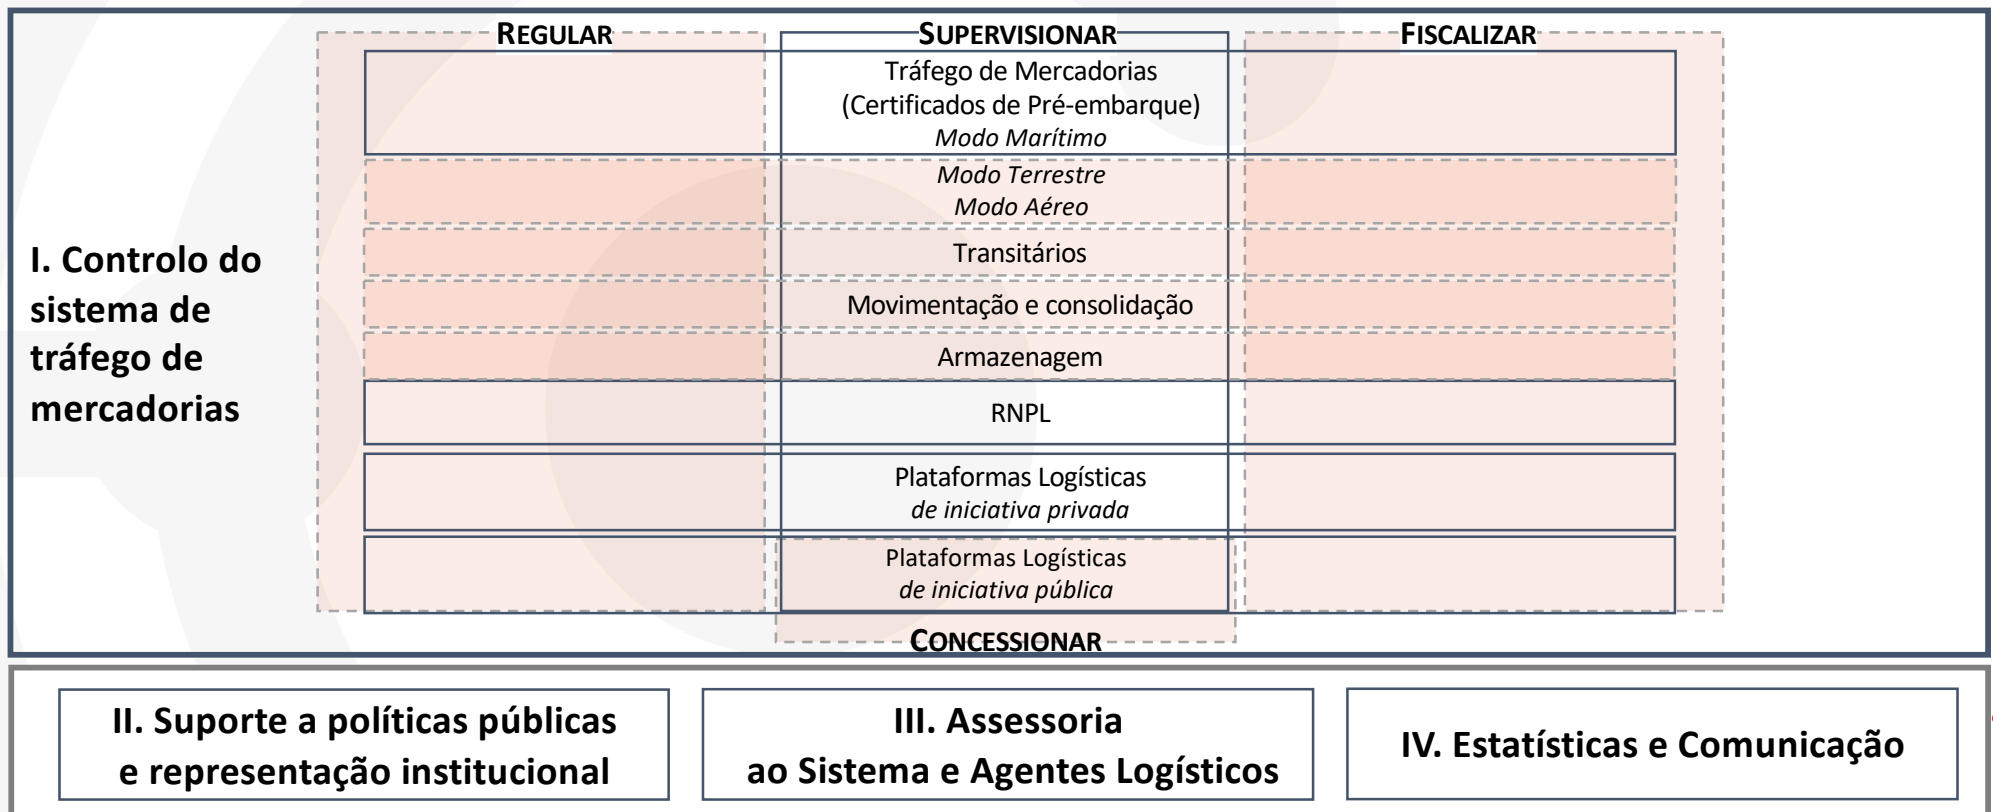 REGULAR
SUPERVISIONAR
FISCALIZAR
Tráfego de Mercadorias
(Certificados de Pré-embarque)
Modo Marítimo
Modo Terrestre
Modo Aéreo
Transitários
Movimentação e consolidação
Armazenagem
RNPL
Plataformas Logísticas
de iniciativa privada
Plataformas Logísticas
de iniciativa pública
CONCESSIONAR
I. Controlo do
sistema de
tráfego de
mercadorias
II. Suporte a políticas públicas
e representação institucional
III. Assessoria
ao Sistema e Agentes Logísticos
IV. Estatísticas e Comunicação